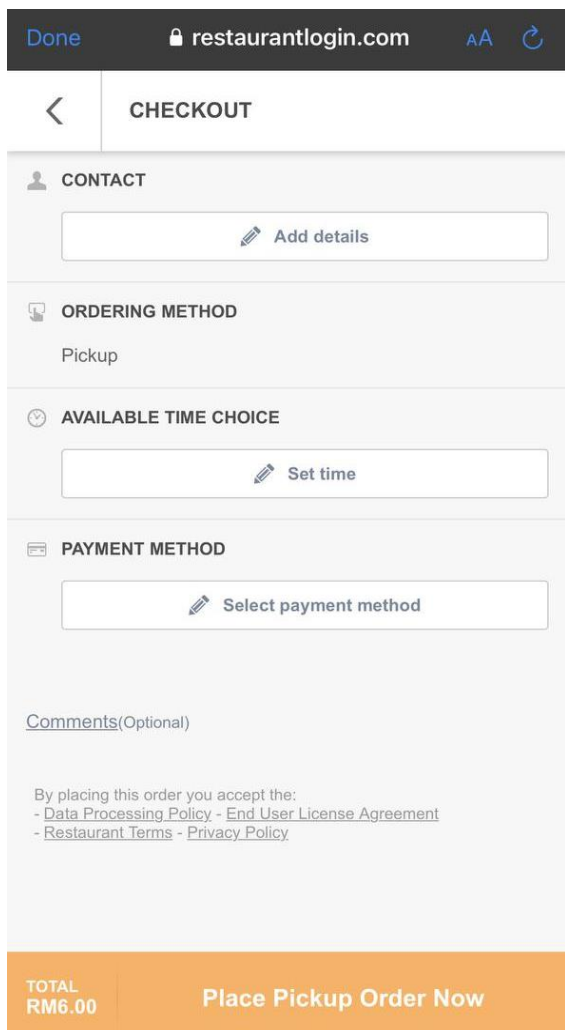 Done restaurantlogin.com AA
CHECKOUT
CONTACT
Add details
ORDERING METHOD
Pickup
AVAILABLE TIME CHOICE
Set time
PAYMENT METHOD
Select payment method
Comments(Optional)
By placing this order you accept the:
- Data Processing Policy - End User License Agreement
- Restaurant Terms - Privacy Policy
TOTAL
RM6.00 Place Pickup Order Now